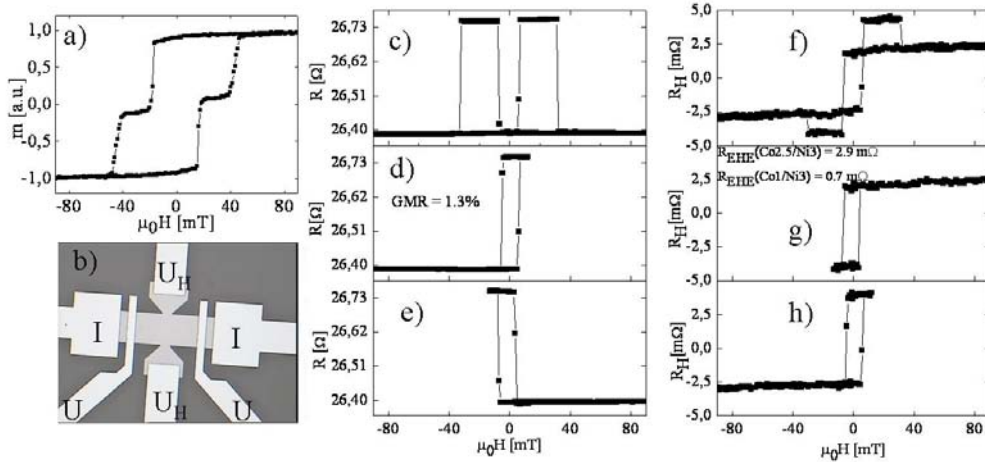 a)
m [a.u.]
1,0
0,5
0,0
-0,5
-1,0
-80
-40
0
40
80
μ0H [mT]
b)
UH
I
I
U
UH
U
c)
R [Ω]
26,73
26,62
26,51
26,40
d)
GMR = 1.3%
R[Ω]
26,73
26,62
26,51
26,40
e)
R [Ω]
26,73
26,62
26,51
26,40
-80
-40
0
40
80
μ0H [mT]
f)
RH [mΩ]
5,0
2,5
0,0
-2,5
-5,0
REHE(Co2.5/Ni3) = 2.9 mΩ
REHE(Co1/Ni3) = 0.7 mΩ
g)
RH [mΩ]
2,5
0,0
-2,5
-5,0
h)
RH[mΩ]
2,5
0,0
-2,5
-5,0
-80
-40
0
40
80
μ0H [mT]